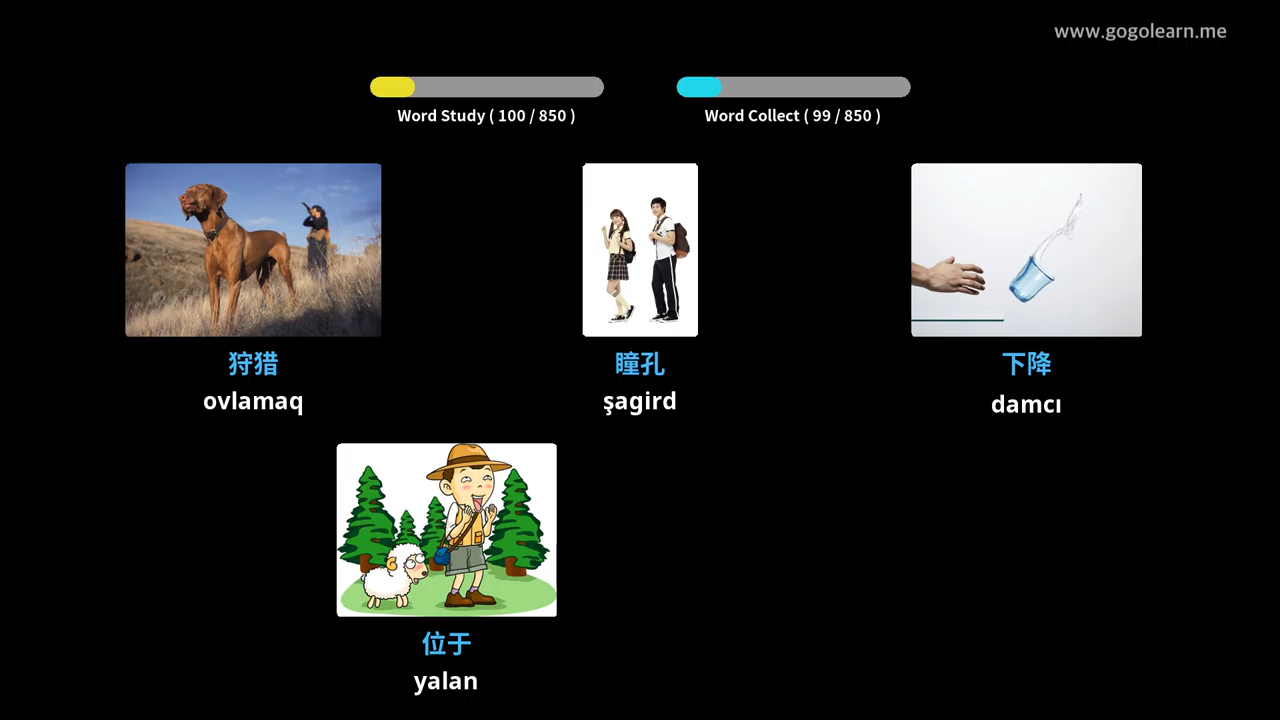 www.gogolearn.me
Word Study ( 100 / 850 )
Word Collect ( 99 / 850 )
狩猎
ovlamaq
瞳孔
şagird
下降
damcı
位于
yalan